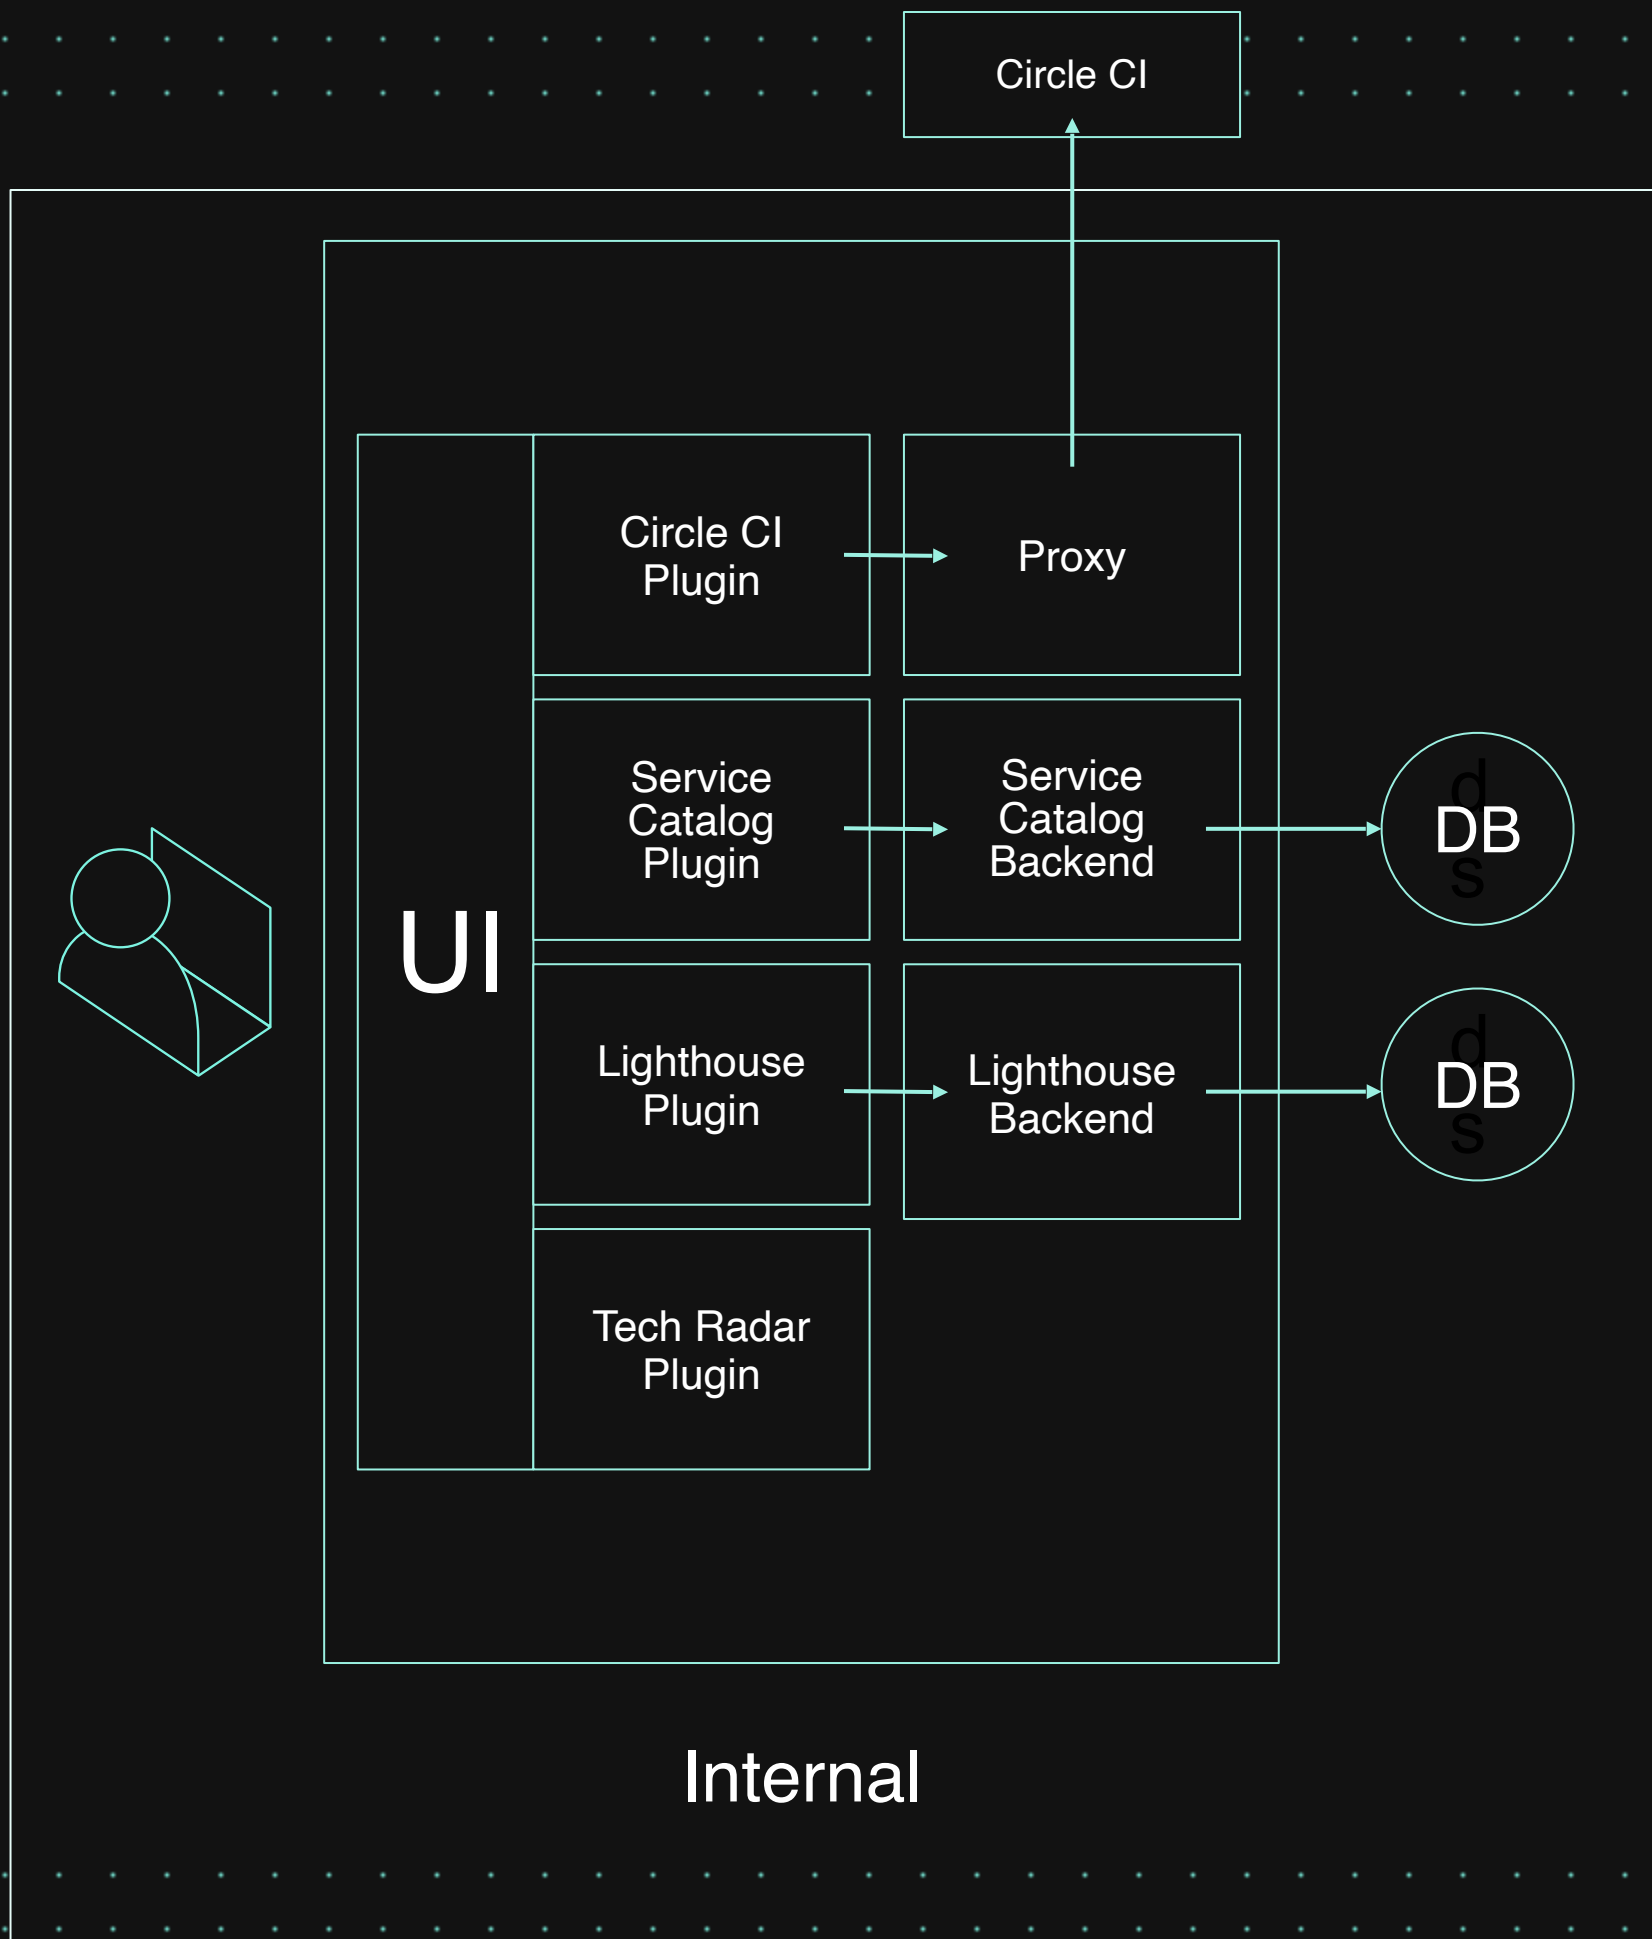 Circle CI
Circle CI
Plugin
Proxy
Service
Catalog
Plugin
Service
Catalog
Backend
d
DB
s
UI
Lighthouse
Plugin
Lighthouse
Backend
d
DB
s
Tech Radar
Plugin
Internal